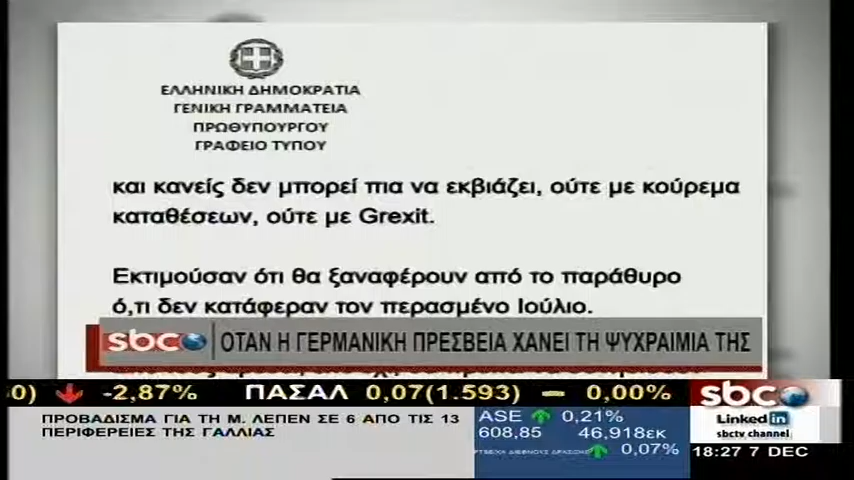 ΕΛΛΗΝΙΚΗ ΔΗΜΟΚΡΑΤΙΑ
ΓΕΝΙΚΗ ΓΡΑΜΜΑΤΕΙΑ
ΠΡΩΘΥΠΟΥΡΓΟΥ
ΓΡΑΦΕΙΟ ΤΥΠΟΥ
και κανείς δεν μπορεί πια να εκβιάζει, ούτε με κούρεμα
καταθέσεων, ούτε με Grexit.
Εκτιμούσαν ότι θα ξαναφέρουν από το παράθυρο
ό,τι δεν κατάφεραν τον περασμένο Ιούλιο.
sbc ΟΤΑΝ Η ΓΕΡΜΑΝΙΚΗ ΠΡΕΣΒΕΙΑ ΧΑΝΕΙ ΤΗ ΨΥΧΡΑΙΜΙΑ ΤΗΣ
0) -2,87% ΠΑΣΑΛ 0,07(1.593) 0,00% sbc
ΠΡΟΒΑΔΙΣΜΑ ΓΙΑ ΤΗ Μ. ΛΕΠΕΝ ΣΕ 6 ΑΠΟ ΤΙΣ 13
ΠΕΡΙΦΕΡΕΙΕΣ ΤΗΣ ΓΑΛΛΙΑΣ
ASE 0,21%
608,85 46,918εκ
ΔΙΕΘΝΟΥΣ ΔΡΑΣΤ. 0,07%
Linked in
sbctv channel
18:27 7 DEC